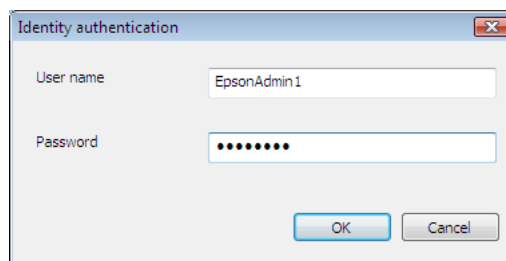 Identity authentication
User name
EpsonAdmin1
Password
••••••••
OK
Cancel